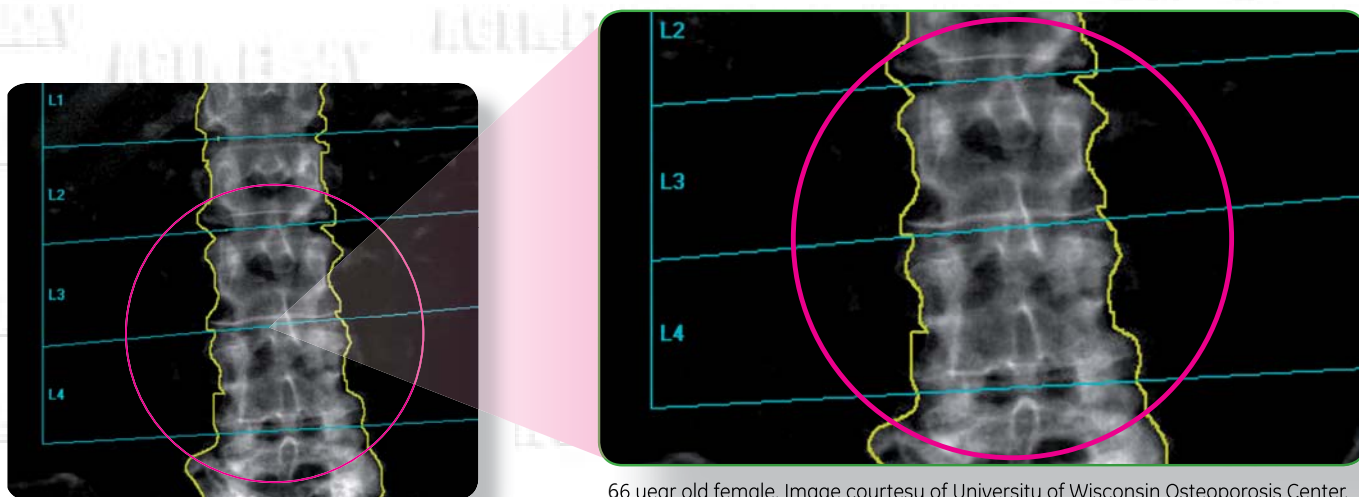 L1
L2
L3
L4
L2
L3
L4
66 year old female. Image courtesy of University of Wisconsin Osteoporosis Center.